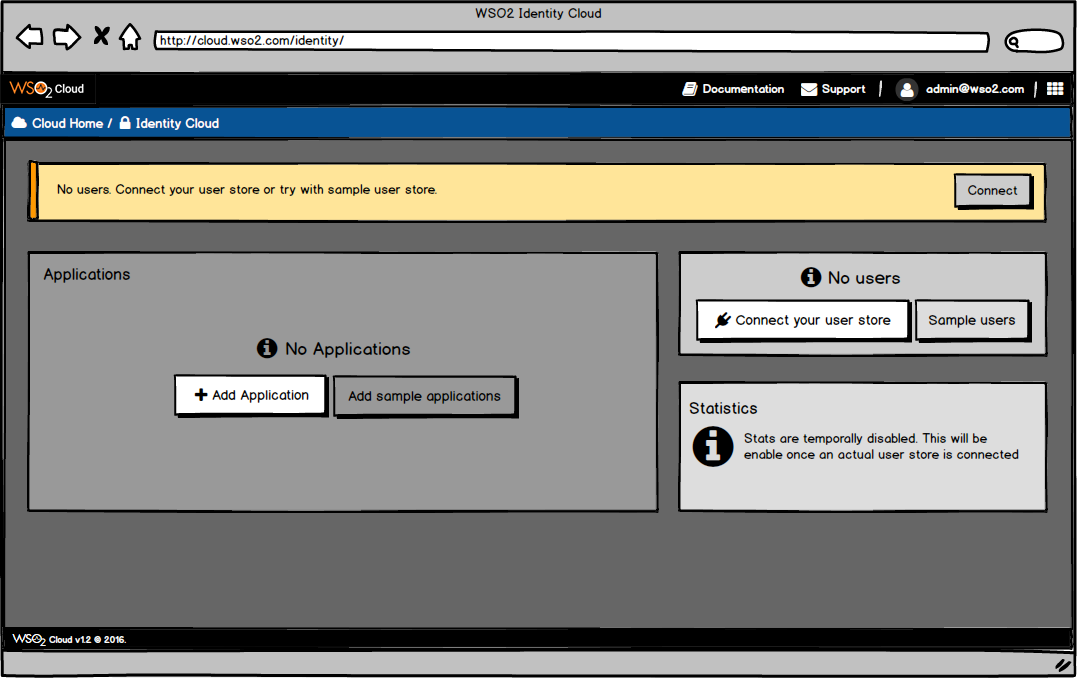 WSO2 Identity Cloud
http://cloud.wso2.com/identity/
WSO2 Cloud
Documentation
Support
admin@wso2.com
Cloud Home / Identity Cloud
No users. Connect your user store or try with sample user store.
Connect
Applications
No Applications
Add Application
Add sample applications
No users
Connect your user store
Sample users
Statistics
Stats are temporally disabled. This will be
enable once an actual user store is connected
WSO2 Cloud v1.2 © 2016.